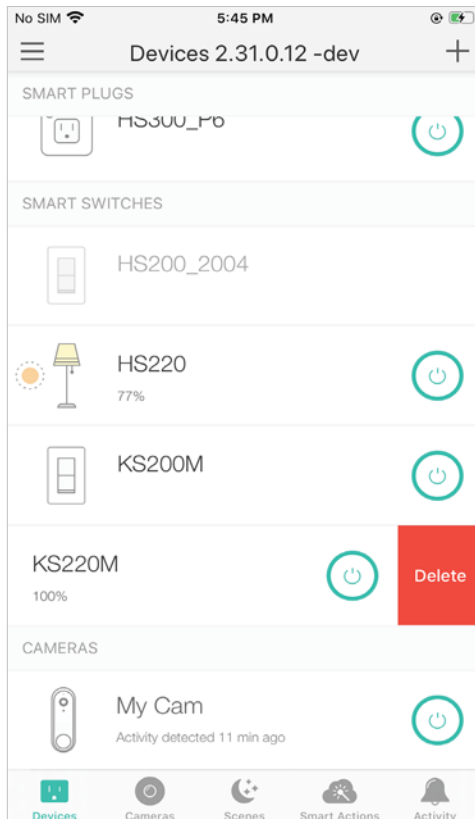 No SIM 5:45 PM
Devices 2.31.0.12 -dev
SMART PLUGS
HS300_P6
SMART SWITCHES
HS200_2004
HS220
77%
KS200M
KS220M
100%
Delete
CAMERAS
My Cam
Activity detected 11 min ago
Devices Cameras Scenes Smart Actions Activity